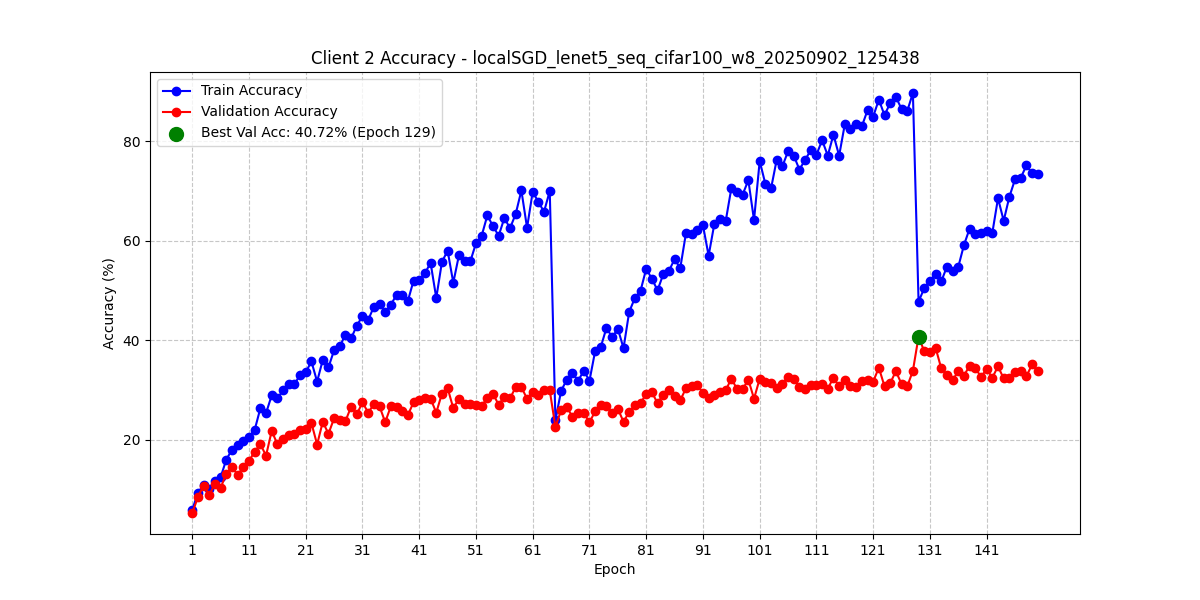 Client 2 Accuracy - localSGD_lenet5_seq_cifar100_w8_20250902_125438
Train Accuracy
Validation Accuracy
Best Val Acc: 40.72% (Epoch 129)
80
60
40
20
Accuracy (%)
1 11 21 31 41 51 61 71 81 91 101 111 121 131 141
Epoch